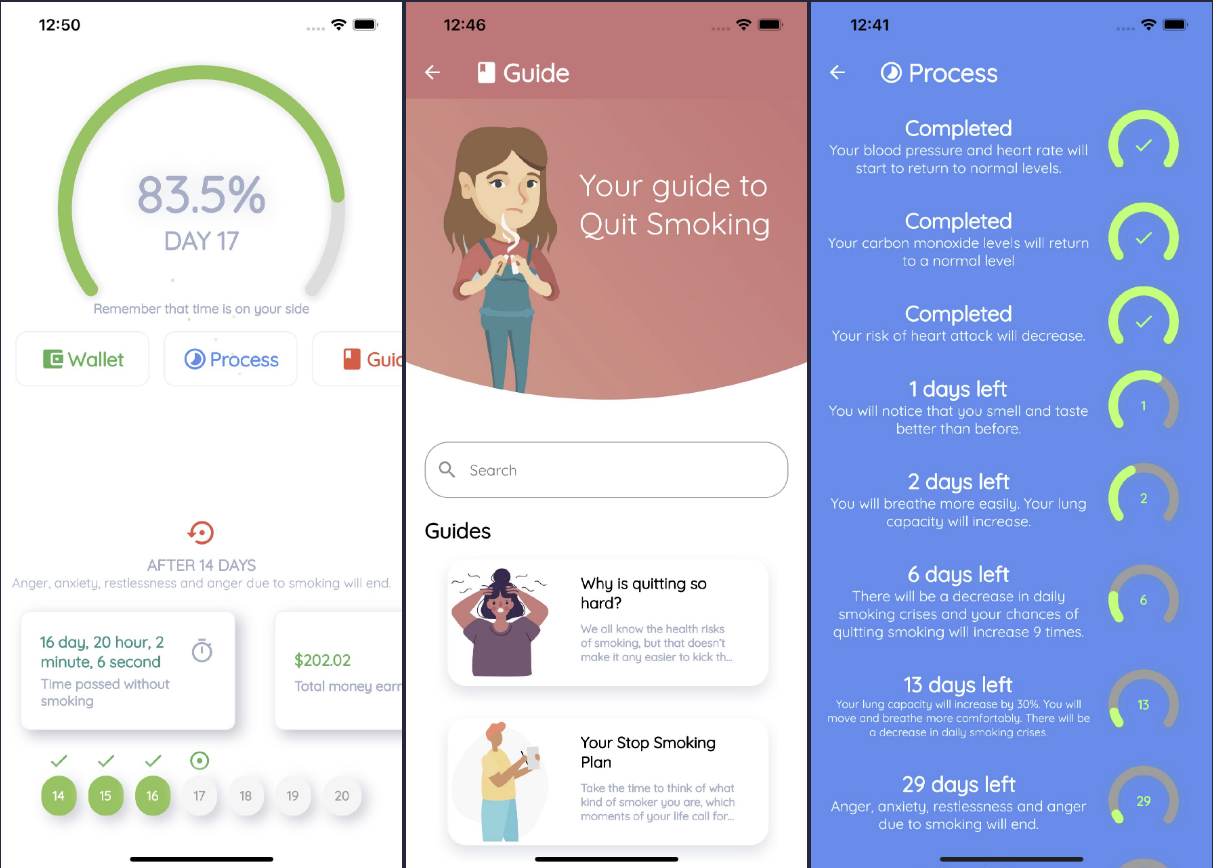 12:50
83.5%
DAY 17
Remember that time is on your side
Wallet
Process
Guid
AFTER 14 DAYS
Anger, anxiety, restlessness and anger due to smoking will end.
16 day, 20 hour, 2
minute, 6 second
Time passed without
smoking
$202.02
Total money earn
14
15
16
17
18
19
20
12:46
Guide
Your guide to
Quit Smoking
Search
Guides
Why is quitting so
hard?
We all know the health risks
of smoking, but that doesn't
make it any easier to kick th...
Your Stop Smoking
Plan
Take the time to think of what
kind of smoker you are, which
moments of your life call for...
12:41
Process
Completed
Your blood pressure and heart rate will
start to return to normal levels.
Completed
Your carbon monoxide levels will return
to a normal level
Completed
Your risk of heart attack will decrease.
1 days left
You will notice that you smell and taste
better than before.
1
2 days left
You will breathe more easily. Your lung
capacity will increase.
2
6 days left
There will be a decrease in daily
smoking crises and your chances of
quitting smoking will increase 9 times.
6
13 days left
Your lung capacity will increase by 30%. You will
move and breathe more comfortably. There will be
a decrease in daily smoking crises.
13
29 days left
Anger, anxiety, restlessness and anger
due to smoking will end.
29